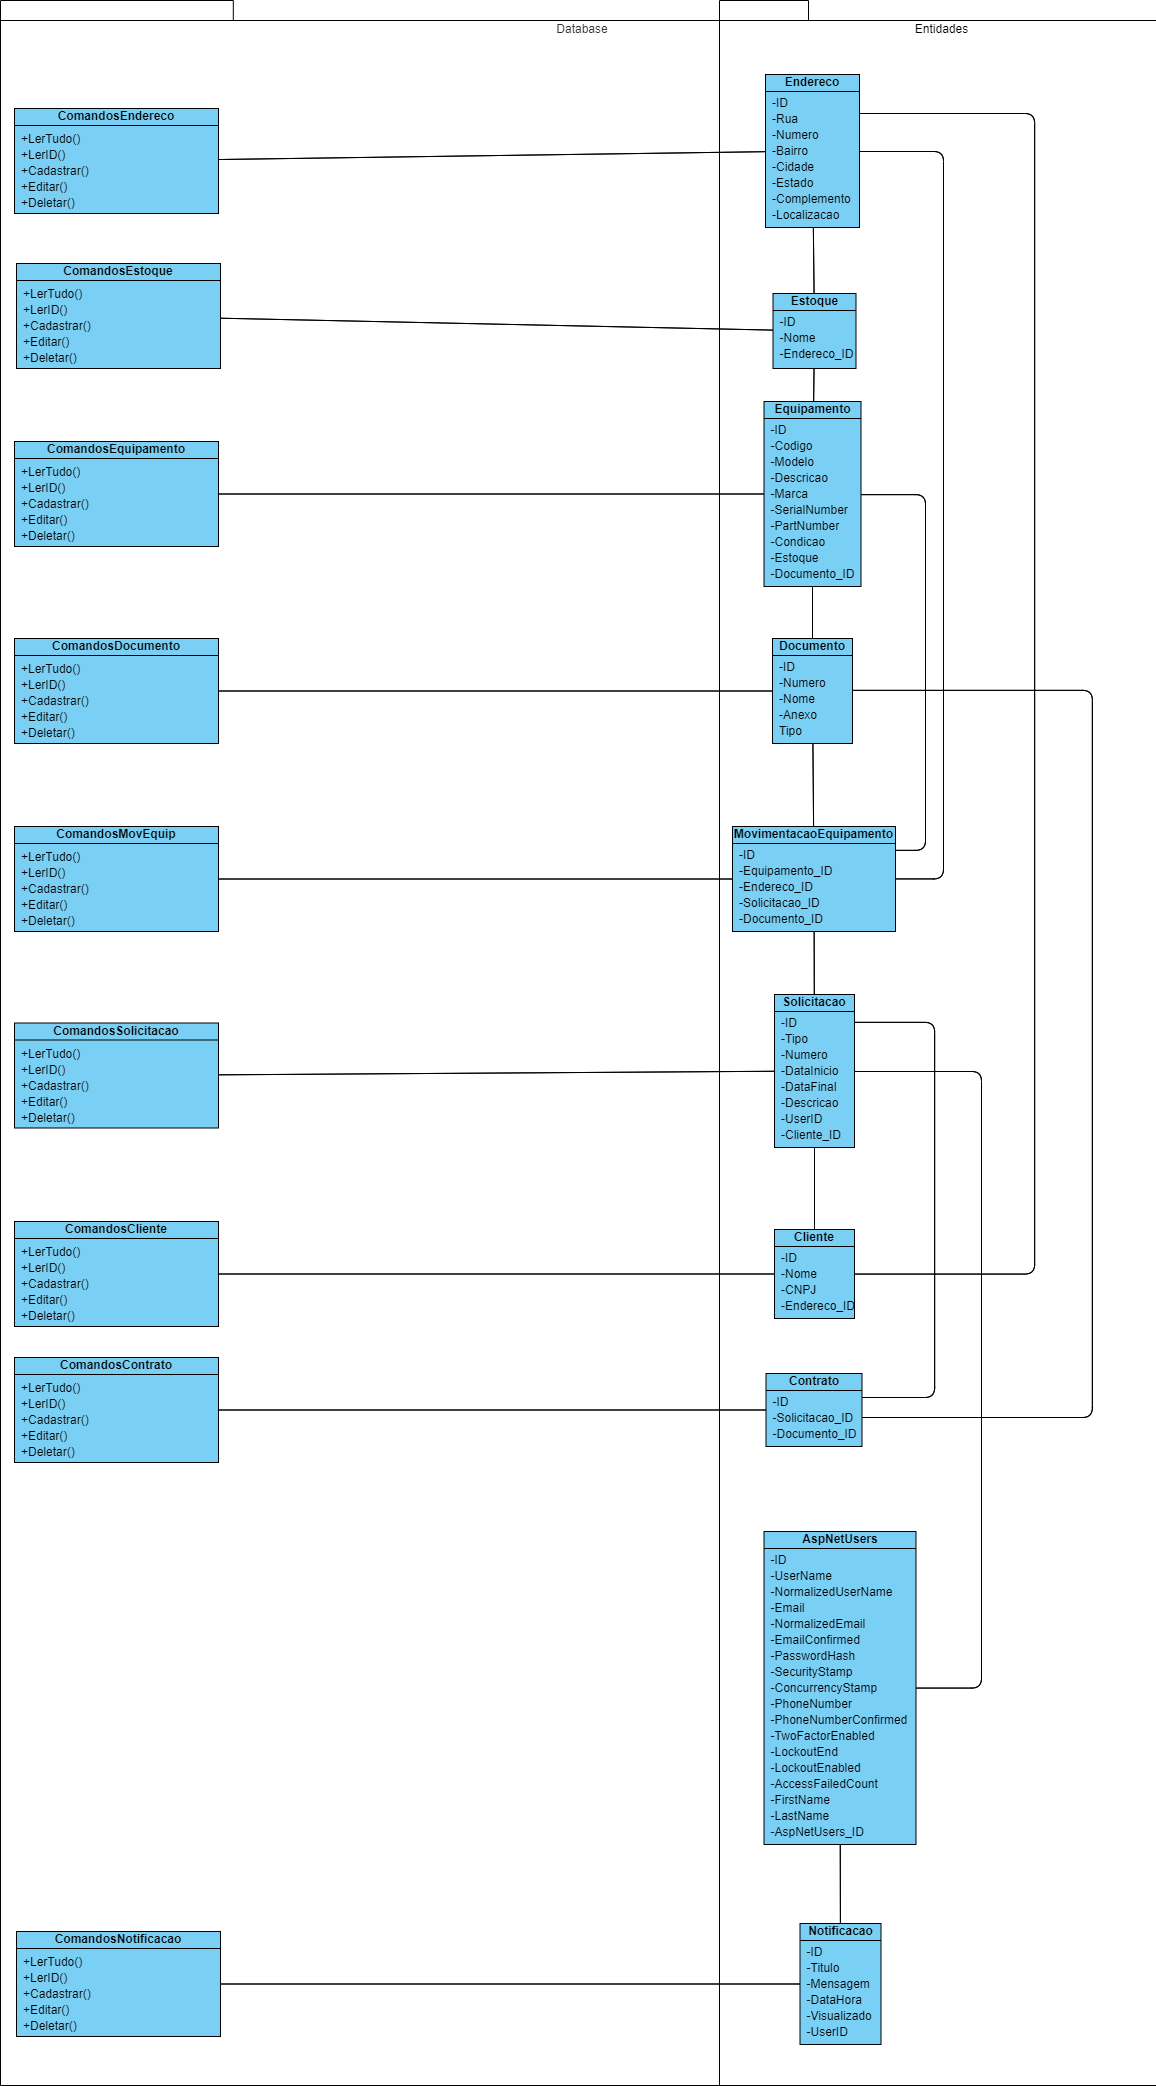 Database
Entidades
ComandosEndereco
+LerTudo()
+LerID()
+Cadastrar()
+Editar()
+Deletar()
Endereco
-ID
-Rua
-Numero
-Bairro
-Cidade
-Estado
-Complemento
-Localizacao
ComandosEstoque
+LerTudo()
+LerID()
+Cadastrar()
+Editar()
+Deletar()
Estoque
-ID
-Nome
-Endereco_ID
ComandosEquipamento
+LerTudo()
+LerID()
+Cadastrar()
+Editar()
+Deletar()
Equipamento
-ID
-Codigo
-Modelo
-Descricao
-Marca
-SerialNumber
-PartNumber
-Condicao
-Estoque
-Documento_ID
ComandosDocumento
+LerTudo()
+LerID()
+Cadastrar()
+Editar()
+Deletar()
Documento
-ID
-Numero
-Nome
-Anexo
Tipo
ComandosMovEquip
+LerTudo()
+LerID()
+Cadastrar()
+Editar()
+Deletar()
MovimentacaoEquipamento
-ID
-Equipamento_ID
-Endereco_ID
-Solicitacao_ID
-Documento_ID
ComandosSolicitacao
+LerTudo()
+LerID()
+Cadastrar()
+Editar()
+Deletar()
Solicitacao
-ID
-Tipo
-Numero
-DataInicio
-DataFinal
-Descricao
-UserID
-Cliente_ID
ComandosCliente
+LerTudo()
+LerID()
+Cadastrar()
+Editar()
+Deletar()
Cliente
-ID
-Nome
-CNPJ
-Endereco_ID
ComandosContrato
+LerTudo()
+LerID()
+Cadastrar()
+Editar()
+Deletar()
Contrato
-ID
-Solicitacao_ID
-Documento_ID
AspNetUsers
-ID
-UserName
-NormalizedUserName
-Email
-NormalizedEmail
-EmailConfirmed
-PasswordHash
-SecurityStamp
-ConcurrencyStamp
-PhoneNumber
-PhoneNumberConfirmed
-TwoFactorEnabled
-LockoutEnd
-LockoutEnabled
-AccessFailedCount
-FirstName
-LastName
-AspNetUsers_ID
ComandosNotificacao
+LerTudo()
+LerID()
+Cadastrar()
+Editar()
+Deletar()
Notificacao
-ID
-Titulo
-Mensagem
-DataHora
-Visualizado
-UserID